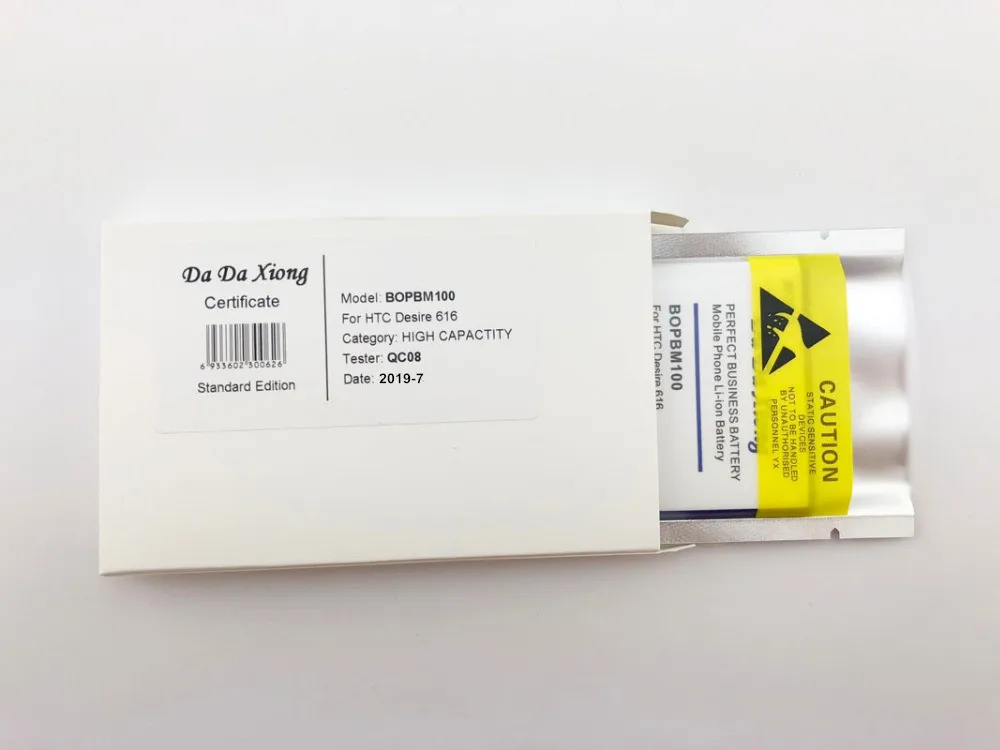 Da Da Xiong
Certificate
6 933602 300626
Standard Edition
Model: BOPBM100
For HTC Desire 616
Category: HIGH CAPACTITY
Tester: QC08
Date: 2019-7
CAUTION
STATIC SENSITIVE
DEVICES
NOT TO BE HANDLED
BY UNAUTHORISED
PERSONNEL YX
PERFECT BUSINESS BATTERY
Mobile Phone Li-ion Battery
BOPBM100
For HTC Desire 616